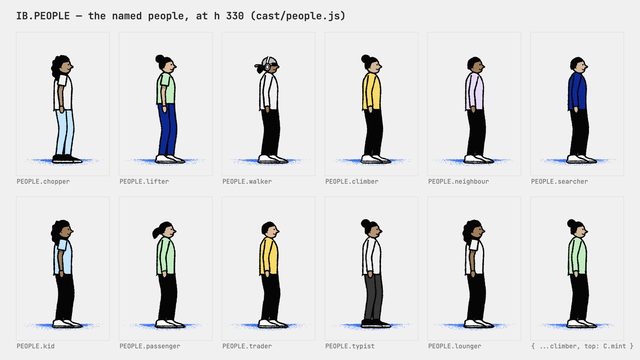 IB.PEOPLE — the named people, at h 330 (cast/people.js)
PEOPLE.chopper
PEOPLE.lifter
PEOPLE.walker
PEOPLE.climber
PEOPLE.neighbour
PEOPLE.searcher
PEOPLE.kid
PEOPLE.passenger
PEOPLE.trader
PEOPLE.typist
PEOPLE.lounger
{ ...climber, top: C.mint }